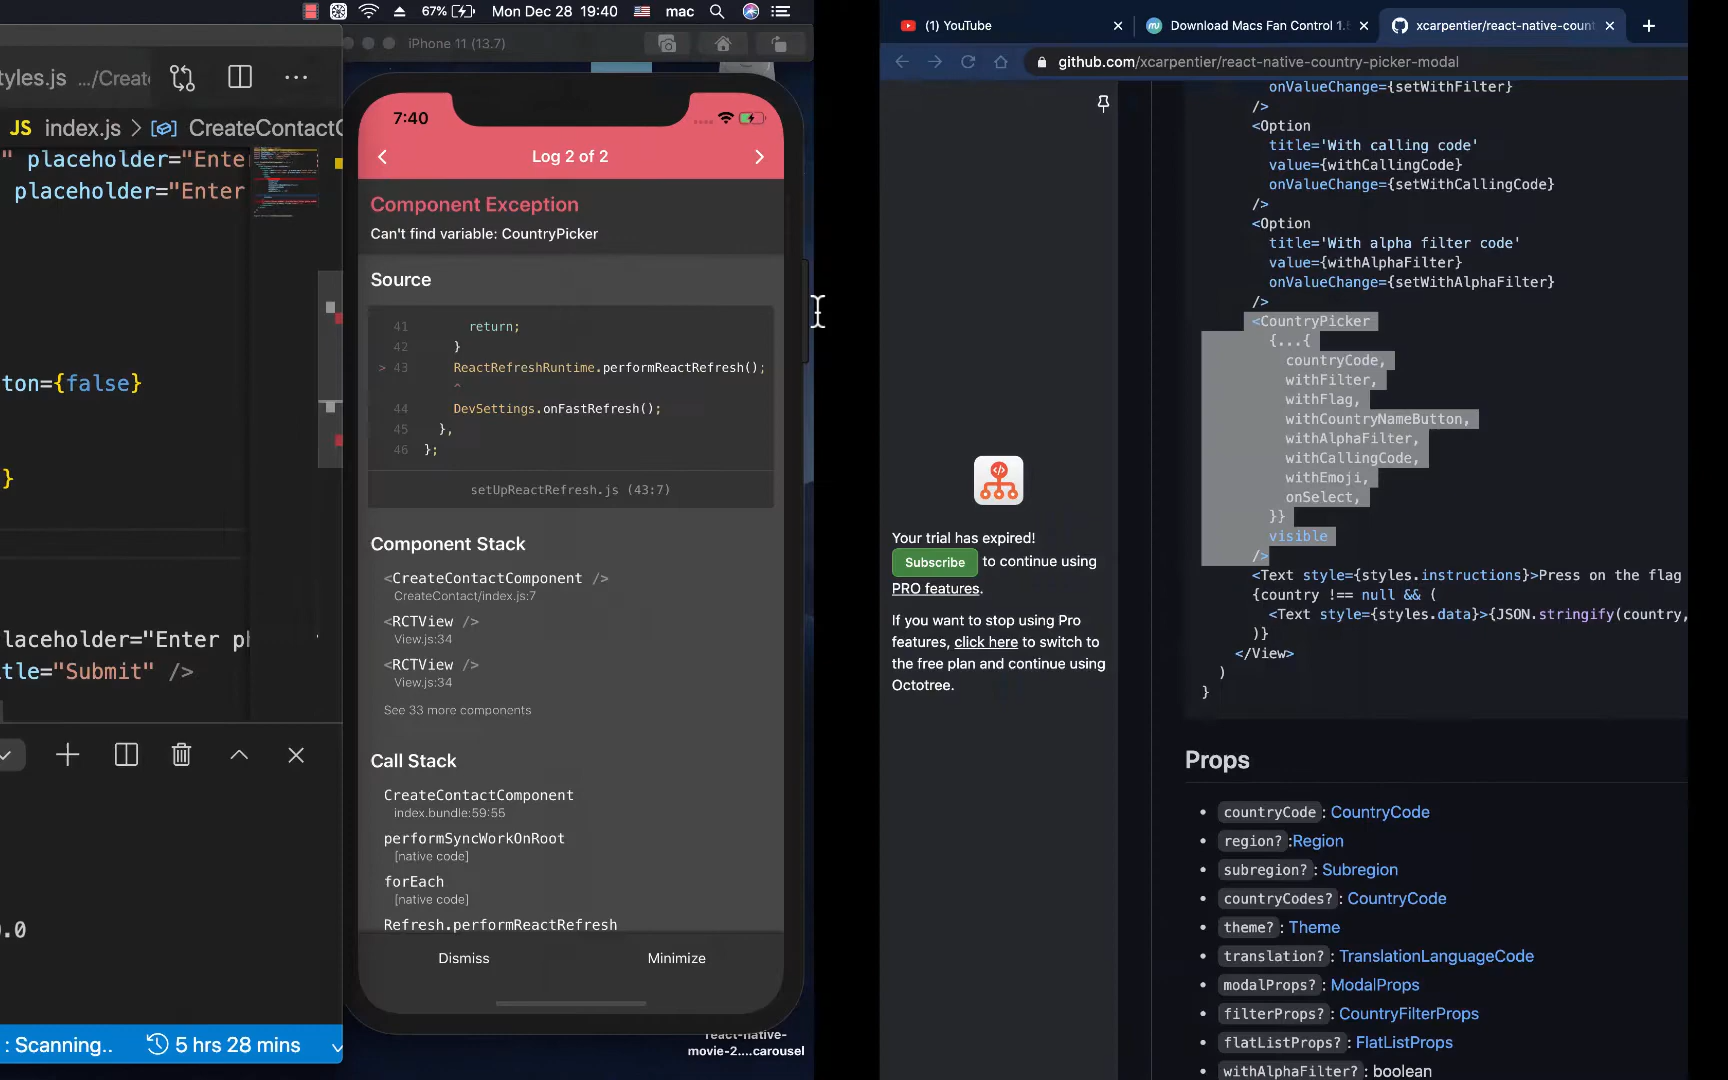 67%
Mon Dec 28 19:40
mac
tyles.js .../Create
JS index.js > CreateContactC
" placeholder="Ente
placeholder="Enter
ton={false}
}
laceholder="Enter ph
tle="Submit" />
0.0
: Scanning..
5 hrs 28 mins
iPhone 11 (13.7)
7:40
Log 2 of 2
Component Exception
Can't find variable: CountryPicker
Source
41 return;
42 }
> 43 ReactRefreshRuntime.performReactRefresh();
^
44 DevSettings.onFastRefresh();
45 },
46 };
setUpReactRefresh.js (43:7)
Component Stack
<CreateContactComponent />
CreateContact/index.js:7
<RCTView />
View.js:34
<RCTView />
View.js:34
See 33 more components
Call Stack
CreateContactComponent
index.bundle:59:55
performSyncWorkOnRoot
[native code]
forEach
[native code]
Refresh.performReactRefresh
Dismiss
Minimize
react-native-
movie-2....carousel
(1) YouTube
Download Macs Fan Control 1.5
xcarpentier/react-native-count
github.com/xcarpentier/react-native-country-picker-modal
Your trial has expired!
Subscribe to continue using
PRO features.
If you want to stop using Pro
features, click here to switch to
the free plan and continue using
Octotree.
onValueChange={setWithFilter}
/>
<Option
title='With calling code'
value={withCallingCode}
onValueChange={setWithCallingCode}
/>
<Option
title='With alpha filter code'
value={withAlphaFilter}
onValueChange={setWithAlphaFilter}
/>
<CountryPicker
{...{
countryCode,
withFilter,
withFlag,
withCountryNameButton,
withAlphaFilter,
withCallingCode,
withEmoji,
onSelect,
}}
visible
/>
<Text style={styles.instructions}>Press on the flag
{country !== null && (
<Text style={styles.data}>{JSON.stringify(country,
)}
</View>
)
}
Props
countryCode: CountryCode
region?:Region
subregion?: Subregion
countryCodes?: CountryCode
theme?: Theme
translation?: TranslationLanguageCode
modalProps?: ModalProps
filterProps?: CountryFilterProps
flatListProps?: FlatListProps
withAlphaFilter?: boolean